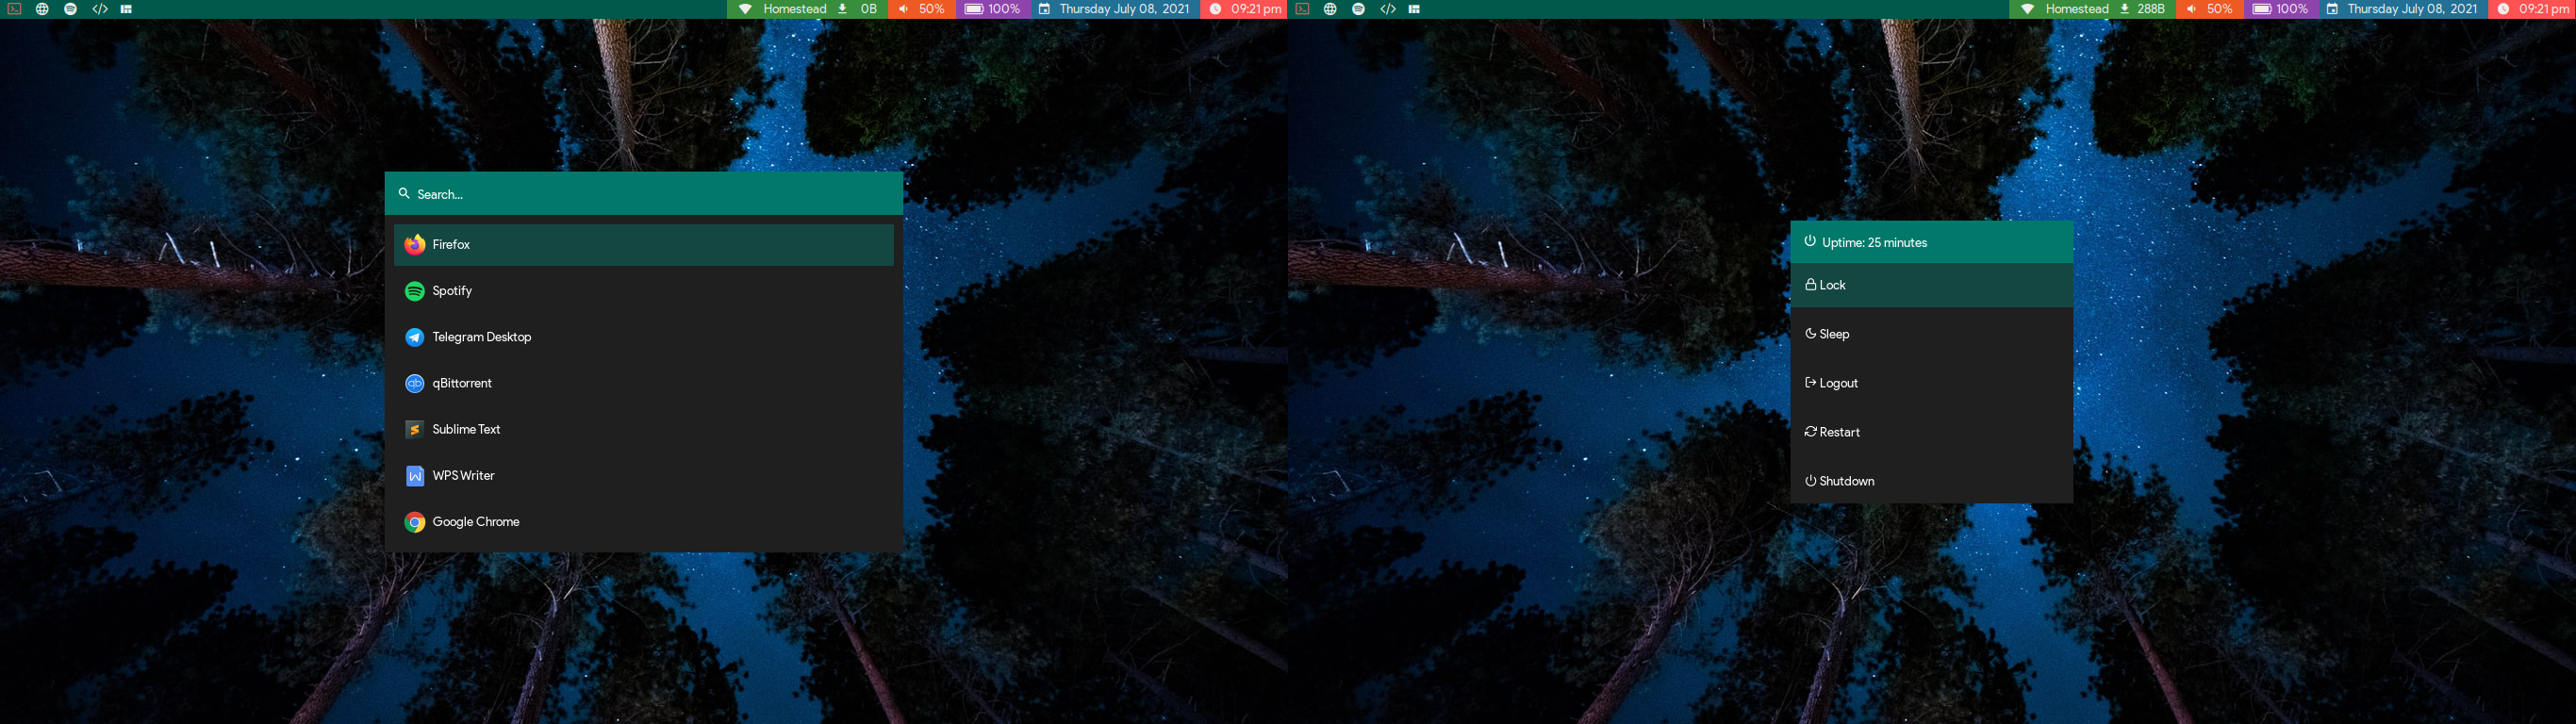 Homestead 0B 50% 100% Thursday July 08, 2021 09:21 pm
Search...
Firefox
Spotify
Telegram Desktop
qBittorrent
Sublime Text
WPS Writer
Google Chrome
Homestead 288B 50% 100% Thursday July 08, 2021 09:21 pm
Uptime: 25 minutes
Lock
Sleep
Logout
Restart
Shutdown